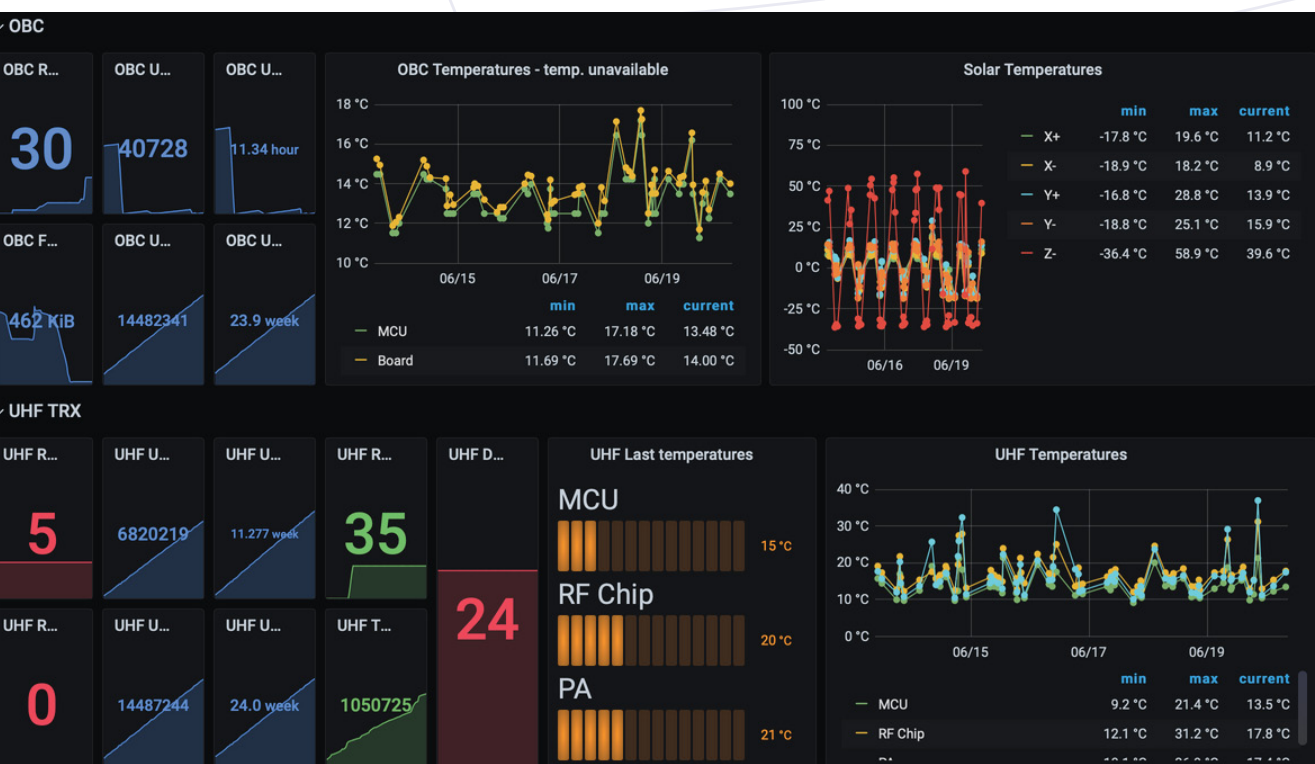 OBC
OBC R...
OBC U...
OBC U...
OBC Temperatures - temp. unavailable
Solar Temperatures
30
40728
11.34 hour
18 °C
16 °C
14 °C
12 °C
10 °C
06/15
06/17
06/19
min max current
MCU 11.26 °C 17.18 °C 13.48 °C
Board 11.69 °C 17.69 °C 14.00 °C
100 °C
75 °C
50 °C
25 °C
0 °C
-25 °C
-50 °C
06/16
06/19
min max current
X+ -17.8 °C 19.6 °C 11.2 °C
X- -18.9 °C 18.2 °C 8.9 °C
Y+ -16.8 °C 28.8 °C 13.9 °C
Y- -18.8 °C 25.1 °C 15.9 °C
Z- -36.4 °C 58.9 °C 39.6 °C
OBC F...
OBC U...
OBC U...
462 KiB
14482341
23.9 week
UHF TRX
UHF R...
UHF U...
UHF U...
UHF R...
UHF D...
UHF Last temperatures
UHF Temperatures
5
6820219
11.277 week
35
24
MCU
15 °C
RF Chip
20 °C
PA
21 °C
UHF R...
UHF U...
UHF U...
UHF T...
0
14487244
24.0 week
1050725
40 °C
30 °C
20 °C
10 °C
0 °C
06/15
06/17
06/19
min max current
MCU 9.2 °C 21.4 °C 13.5 °C
RF Chip 12.1 °C 31.2 °C 17.8 °C